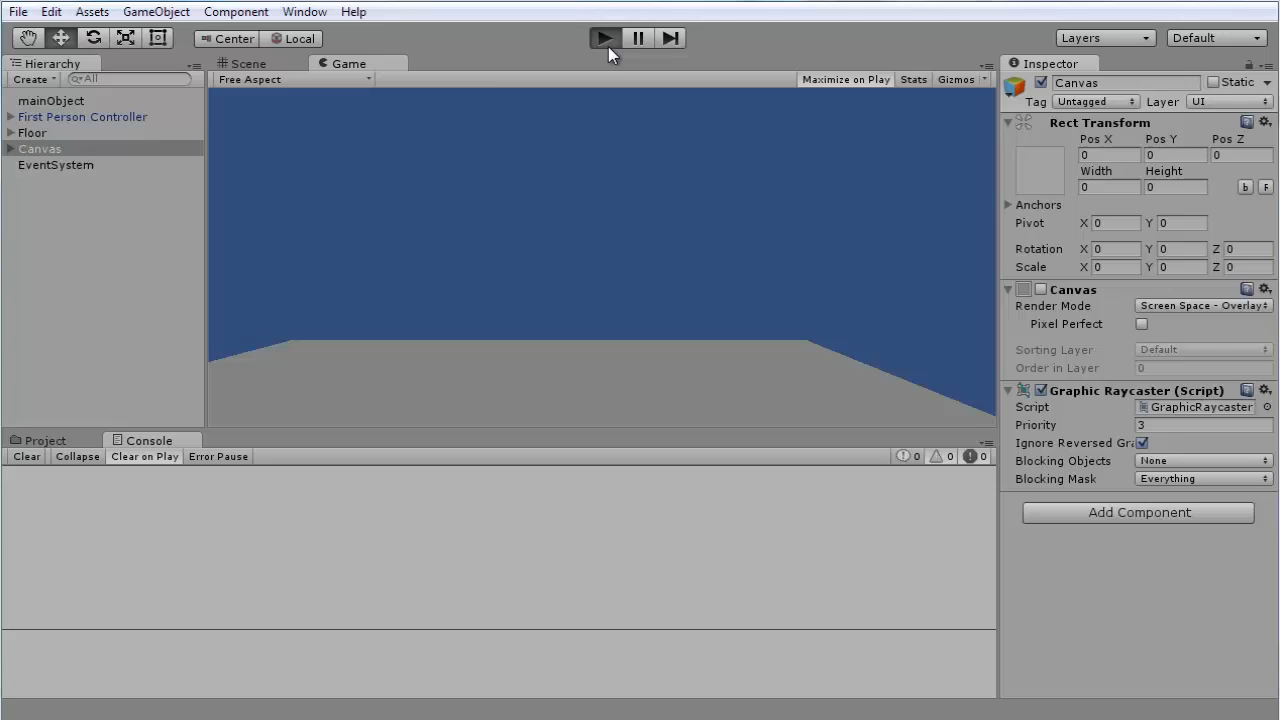 File Edit Assets GameObject Component Window Help
Center Local Layers Default
Hierarchy
Create All
mainObject
First Person Controller
Floor
Canvas
EventSystem
Scene Game
Free Aspect Maximize on Play Stats Gizmos
Project Console
Clear Collapse Clear on Play Error Pause 0 0 0
Inspector
Canvas Static
Tag Untagged Layer UI
Rect Transform
Pos X Pos Y Pos Z
0 0 0
Width Height
0 0 b F
Anchors
Pivot X 0 Y 0
Rotation X 0 Y 0 Z 0
Scale X 0 Y 0 Z 0
Canvas
Render Mode Screen Space - Overlay
Pixel Perfect
Sorting Layer Default
Order in Layer 0
Graphic Raycaster (Script)
Script GraphicRaycaster
Priority 3
Ignore Reversed Gra
Blocking Objects None
Blocking Mask Everything
Add Component